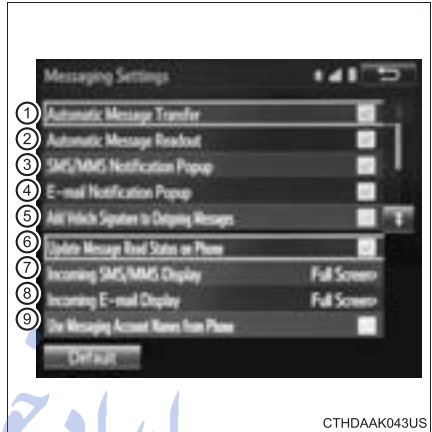 Messaging Settings
① Automatic Message Transfer
② Automatic Message Readout
③ SMS/MMS Notification Popup
④ E-mail Notification Popup
⑤ Add Vehicle Signature to Outgoing Messages
⑥ Update Message Read Status on Phone
⑦ Incoming SMS/MMS Display Full Screen
⑧ Incoming E-mail Display Full Screen
⑨ Use Messaging Account Names from Phone
Default
CTHDAAK043US